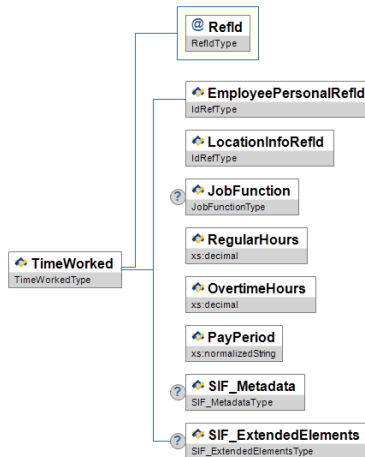 @ RefId
RefIdType
EmployeePersonalRefId
IdRefType
LocationInfoRefId
IdRefType
? JobFunction
JobFunctionType
RegularHours
xs:decimal
TimeWorked
TimeWorkedType
OvertimeHours
xs:decimal
PayPeriod
xs:normalizedString
? SIF_Metadata
SIF_MetadataType
? SIF_ExtendedElements
SIF_ExtendedElementsType